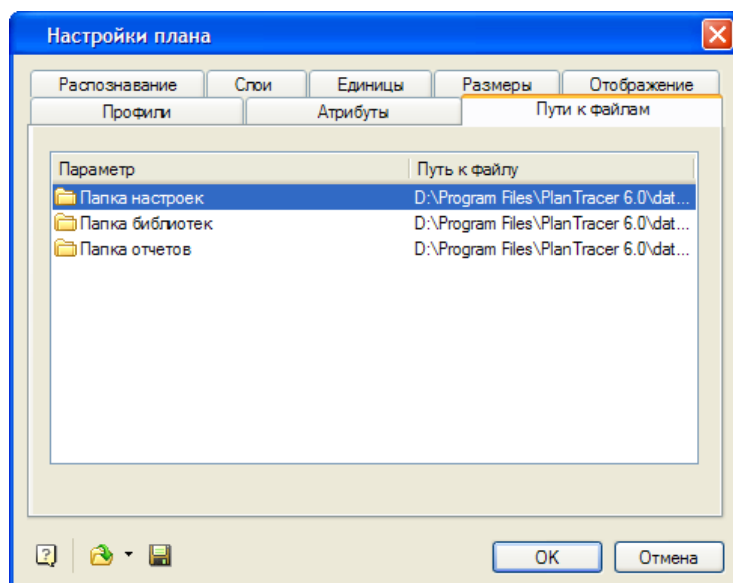 Настройки плана
Распознавание Слои Единицы Размеры Отображение
Профили Атрибуты Пути к файлам
Параметр Путь к файлу
Папка настроек D:\Program Files\PlanTracer 6.0\dat...
Папка библиотек D:\Program Files\PlanTracer 6.0\dat...
Папка отчетов D:\Program Files\PlanTracer 6.0\dat...
? OK Отмена